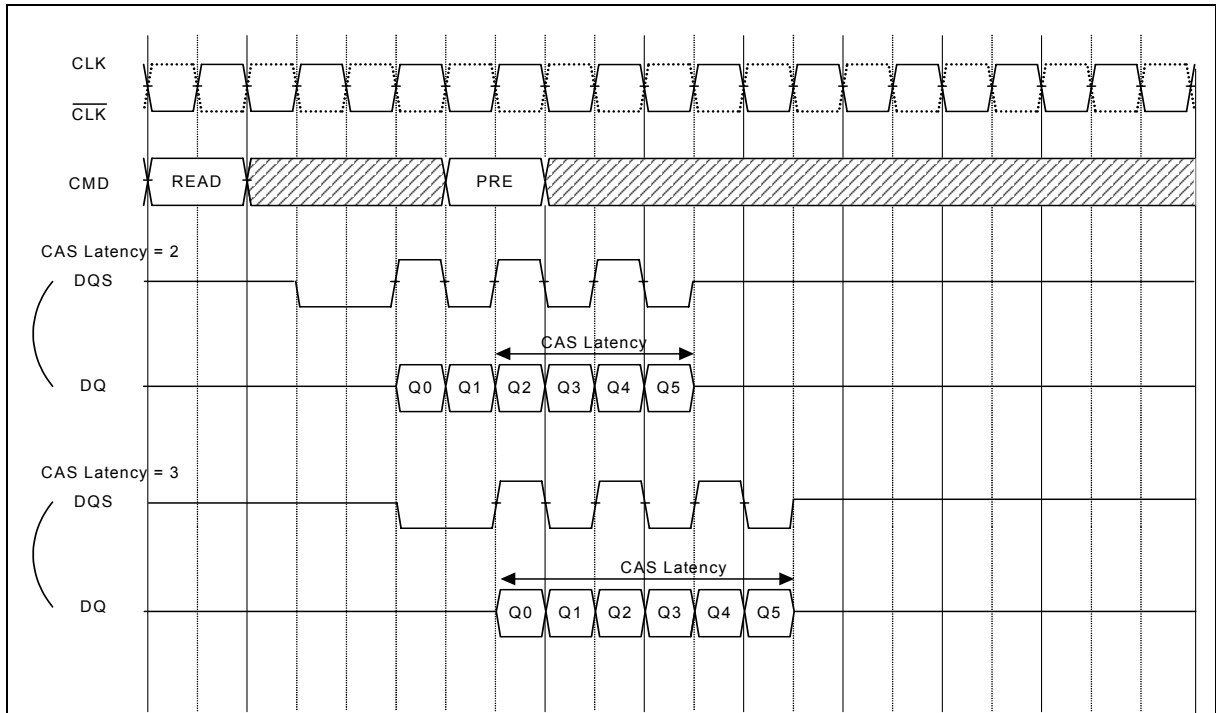 CLK
CLK
CMD READ PRE
CAS Latency = 2
DQS
CAS Latency
DQ Q0 Q1 Q2 Q3 Q4 Q5
CAS Latency = 3
DQS
CAS Latency
DQ Q0 Q1 Q2 Q3 Q4 Q5